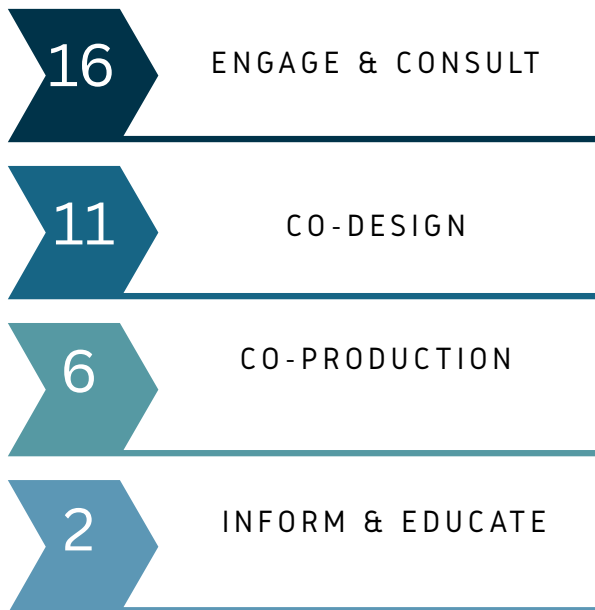 16 ENGAGE & CONSULT
11 CO-DESIGN
6 CO-PRODUCTION
2 INFORM & EDUCATE